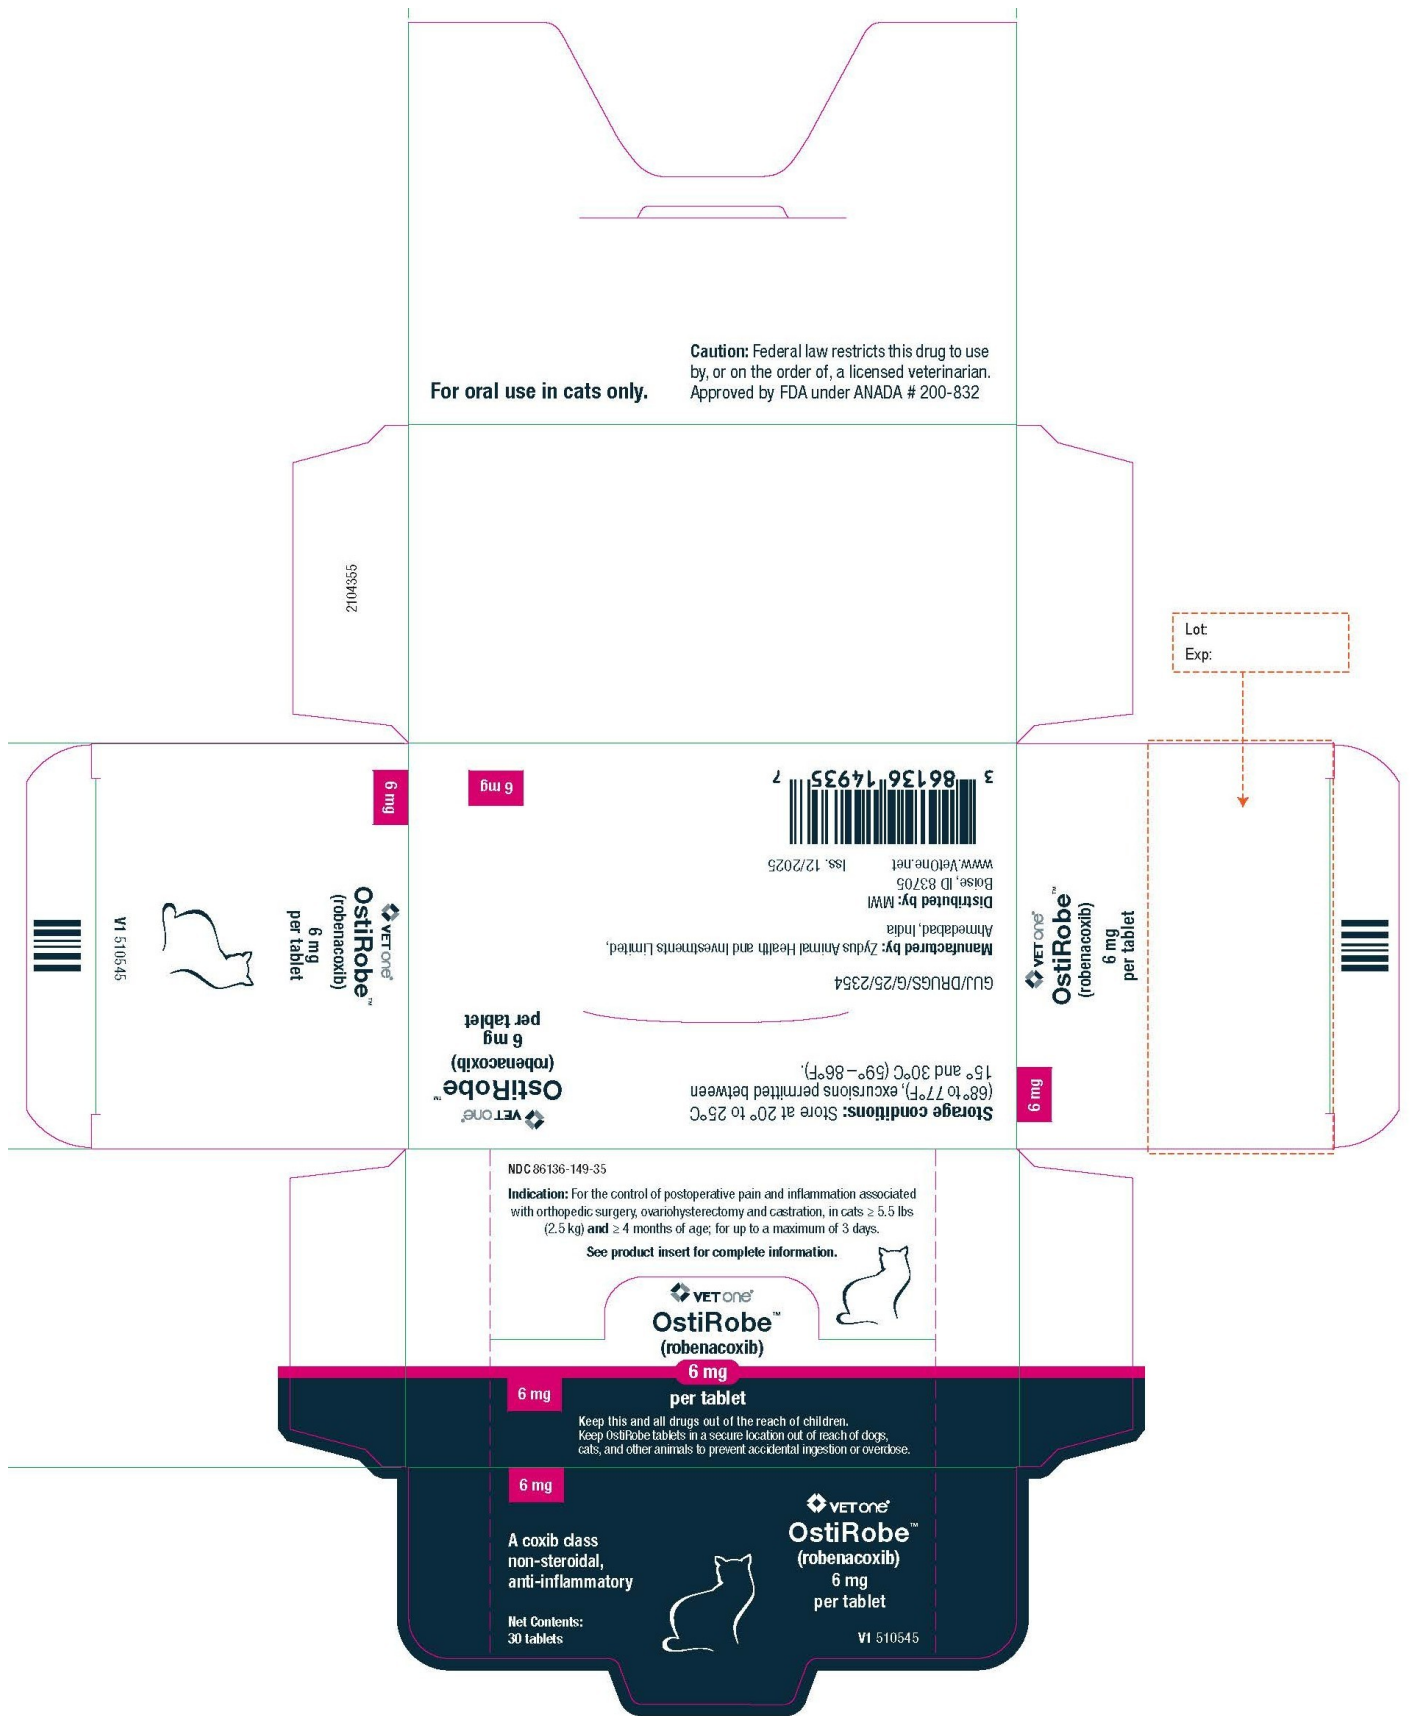 For oral use in cats only.
Caution: Federal law restricts this drug to use
by, or on the order of, a licensed veterinarian.
Approved by FDA under ANADA # 200-832
2104355
Lot:
Exp:
6 mg
VET one®
OstiRobe™
(robenacoxib)
6 mg
per tablet
V1 510545
6 mg
VET one®
OstiRobe™
(robenacoxib)
6 mg
per tablet
Storage conditions: Store at 20° to 25°C
(68° to 77°F), excursions permitted between
15° and 30°C (59°–86°F).
GUJ/DRUGS/G/25/2354
Manufactured by: Zydus Animal Health and Investments Limited,
Ahmedabad, India
Distributed by: MWI
Boise, ID 83705
www.VetOne.net Iss. 12/2025
3 86136 14935 7
6 mg
VET one®
OstiRobe™
(robenacoxib)
6 mg
per tablet
NDC 86136-149-35
Indication: For the control of postoperative pain and inflammation associated
with orthopedic surgery, ovariohysterectomy and castration, in cats ≥ 5.5 lbs
(2.5 kg) and ≥ 4 months of age; for up to a maximum of 3 days.
See product insert for complete information.
VET one®
OstiRobe™
(robenacoxib)
6 mg
6 mg
per tablet
Keep this and all drugs out of the reach of children.
Keep OstiRobe tablets in a secure location out of reach of dogs,
cats, and other animals to prevent accidental ingestion or overdose.
6 mg
A coxib class
non-steroidal,
anti-inflammatory
Net Contents:
30 tablets
VET one®
OstiRobe™
(robenacoxib)
6 mg
per tablet
V1 510545